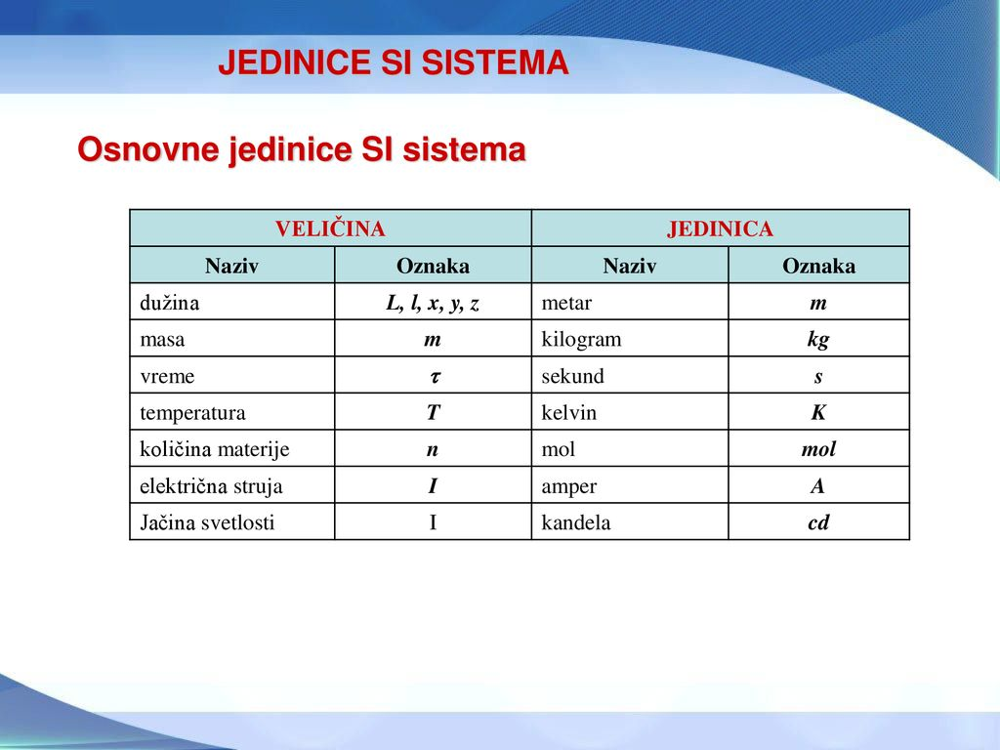 JEDINICE SI SISTEMA
Osnovne jedinice SI sistema
VELIČINA JEDINICA
Naziv Oznaka Naziv Oznaka
dužina L, l, x, y, z metar m
masa m kilogram kg
vreme τ sekund s
temperatura T kelvin K
količina materije n mol mol
električna struja I amper A
Jačina svetlosti I kandela cd